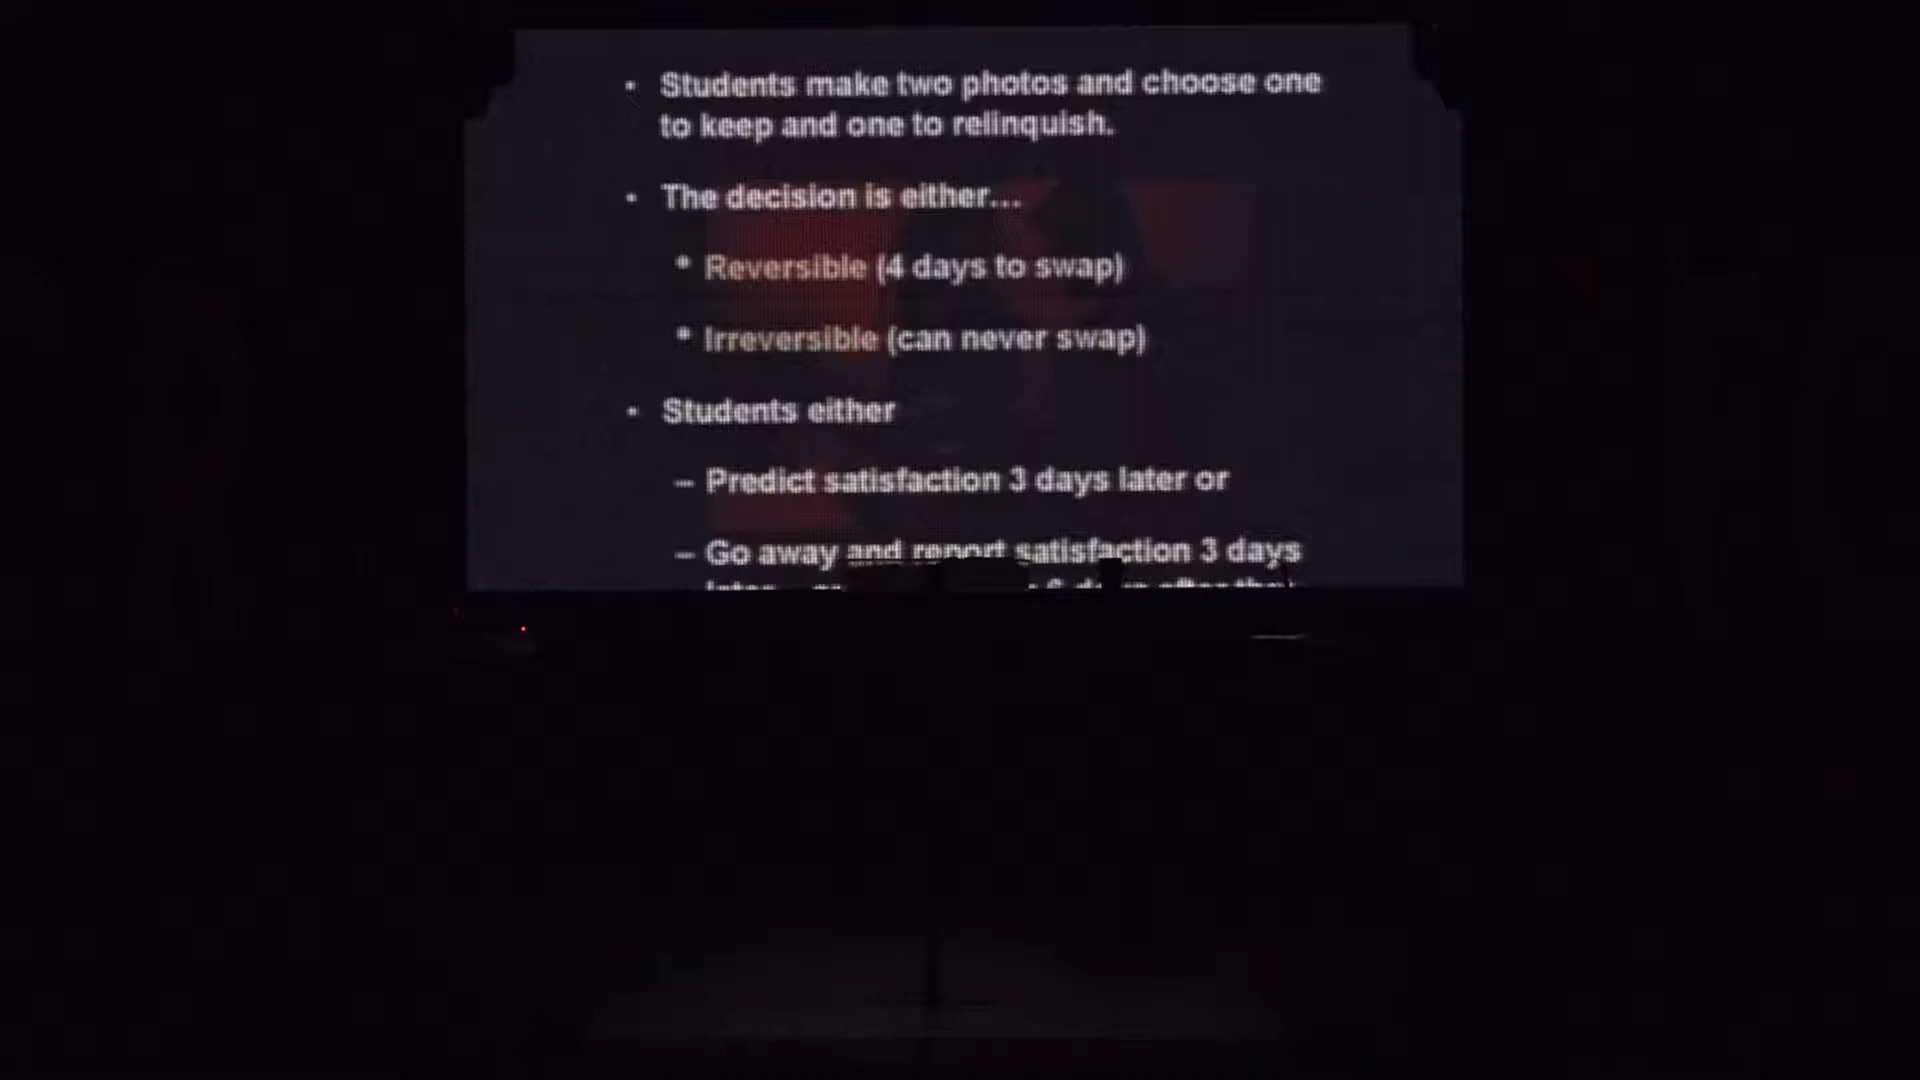 • Students make two photos and choose one
to keep and one to relinquish.
• The decision is either...
* Reversible (4 days to swap)
* Irreversible (can never swap)
• Students either
– Predict satisfaction 3 days later or
– Go away and report satisfaction 3 days